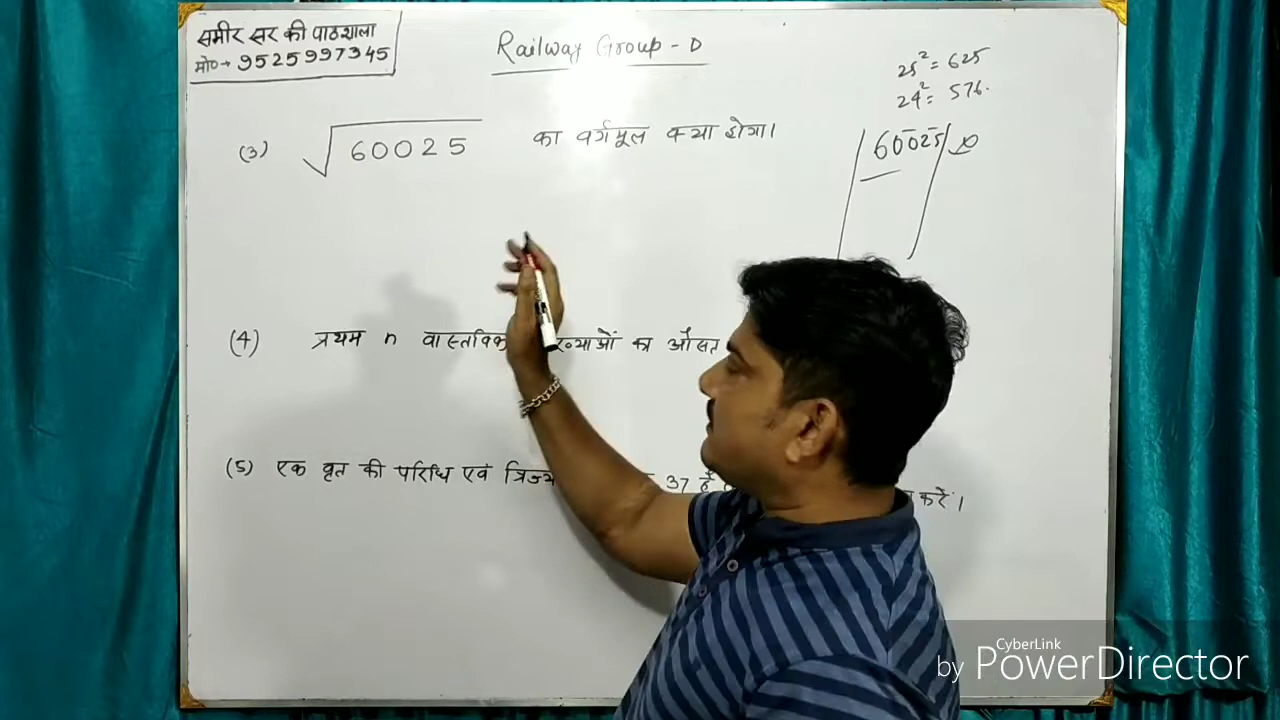 समीर सर की पाठशाला
मो०→ 9525997345
Railway Group - D
25² = 625
24² = 576.
(3) √60025 का वर्गमूल क्या होगा।
60025
(4) प्रथम n का औसत
(5) एक वृत की परिधि एवं 37 है करें।
CyberLink
by PowerDirector